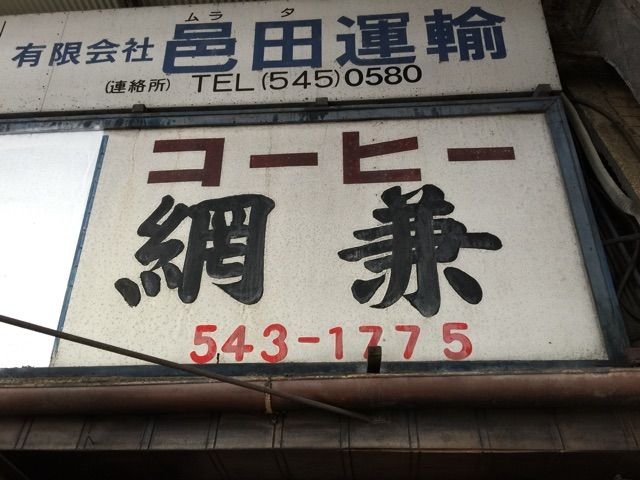 ムラタ
有限会社 邑田運輸
(連絡所) TEL(545)0580
コーヒー
網兼
543-1775